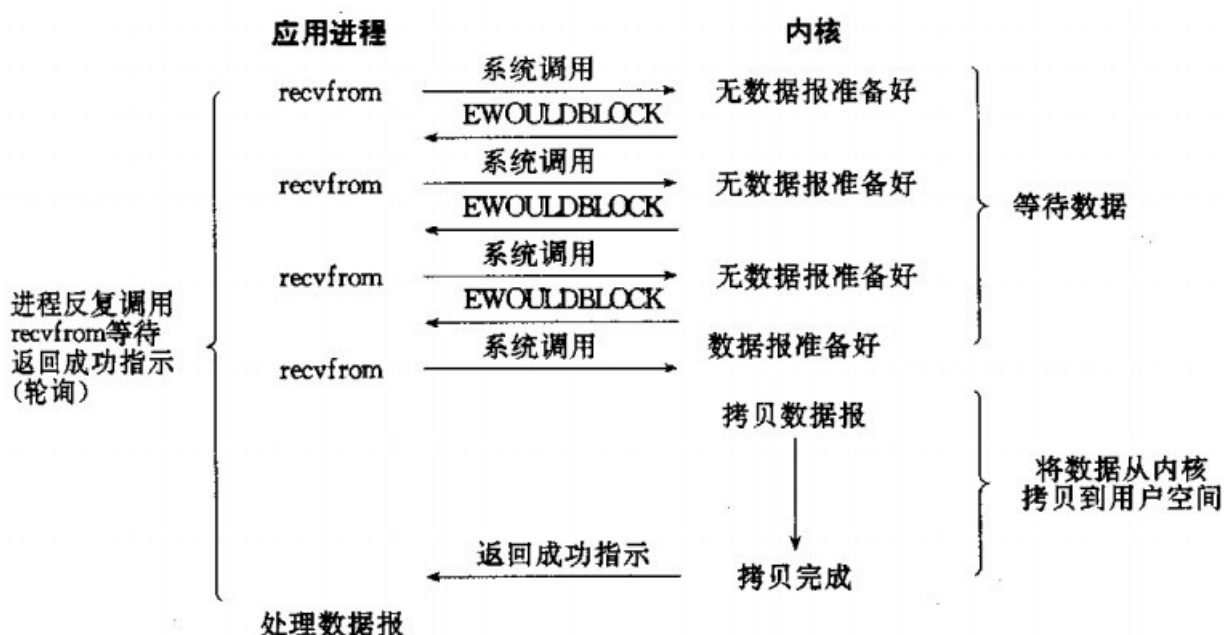 应用进程 内核
系统调用
recvfrom 无数据报准备好
EWOULDBLOCK
系统调用
recvfrom 无数据报准备好
EWOULDBLOCK
等待数据
系统调用
recvfrom 无数据报准备好
EWOULDBLOCK
进程反复调用
recvfrom等待
返回成功指示
(轮询)
系统调用
recvfrom 数据报准备好
拷贝数据报
将数据从内核
拷贝到用户空间
返回成功指示
拷贝完成
处理数据报